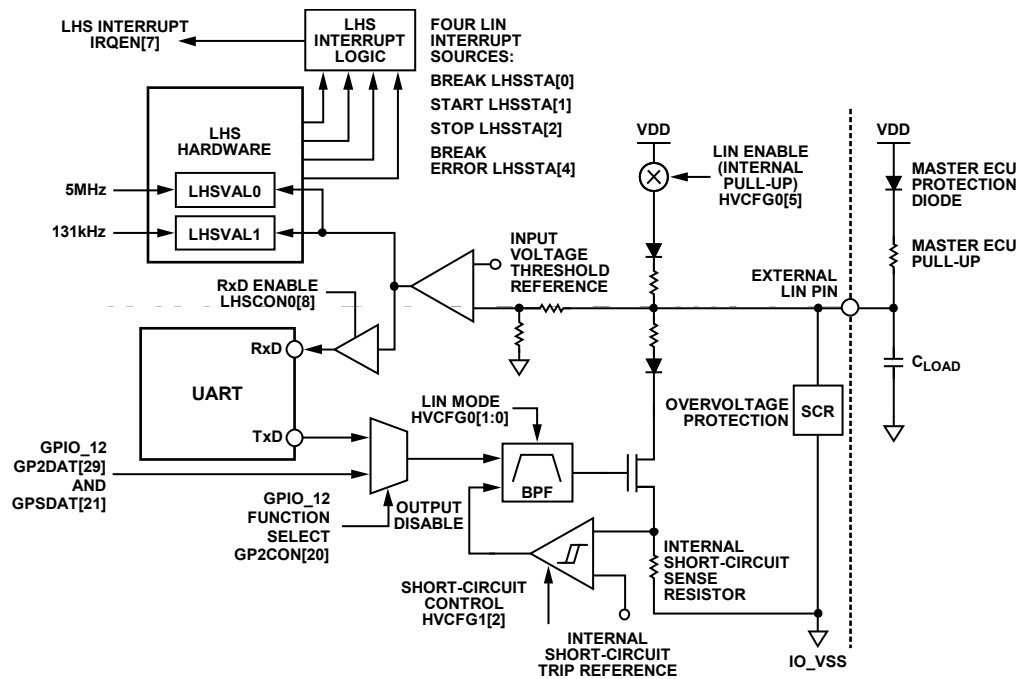 LHS INTERRUPT
IRQEN[7]
LHS
INTERRUPT
LOGIC
FOUR LIN
INTERRUPT
SOURCES:
BREAK LHSSTA[0]
START LHSSTA[1]
STOP LHSSTA[2]
BREAK
ERROR LHSSTA[4]
LHS
HARDWARE
5MHz
LHSVAL0
131kHz
LHSVAL1
VDD
LIN ENABLE
(INTERNAL
PULL-UP)
HVCFG0[5]
VDD
MASTER ECU
PROTECTION
DIODE
MASTER ECU
PULL-UP
INPUT
VOLTAGE
THRESHOLD
REFERENCE
EXTERNAL
LIN PIN
RxD ENABLE
LHSCON0[8]
RxD
UART
TxD
CLOAD
OVERVOLTAGE
PROTECTION
SCR
LIN MODE
HVCFG0[1:0]
BPF
GPIO_12
GP2DAT[29]
AND
GPSDAT[21]
GPIO_12
FUNCTION
SELECT
GP2CON[20]
OUTPUT
DISABLE
INTERNAL
SHORT-CIRCUIT
SENSE
RESISTOR
SHORT-CIRCUIT
CONTROL
HVCFG1[2]
INTERNAL
SHORT-CIRCUIT
TRIP REFERENCE
IO_VSS